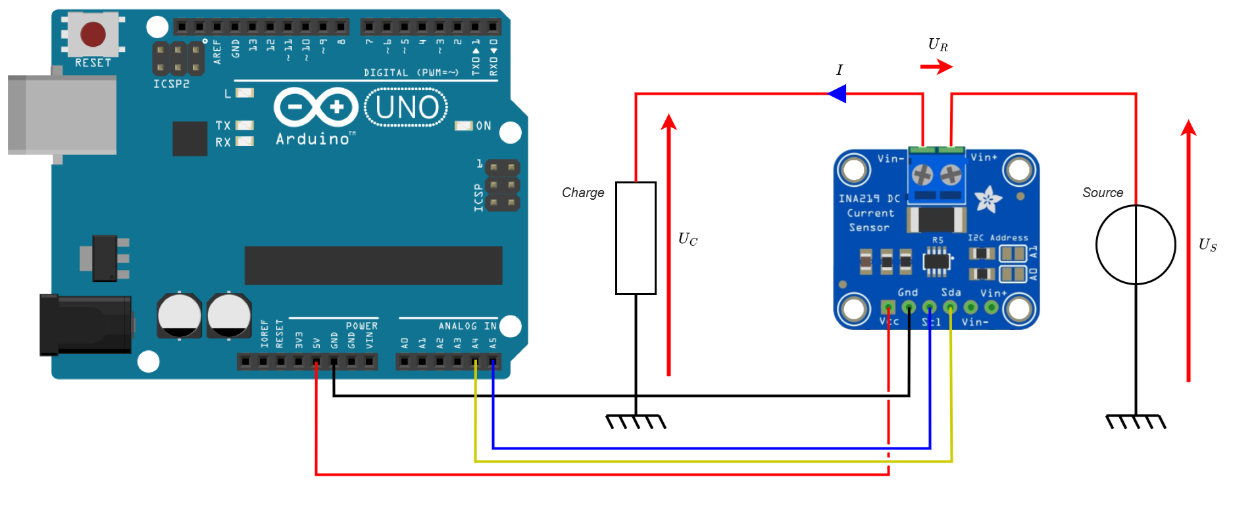 RESET
ICSP2
AREF
GND
13
12
~11
~10
~9
8
7
~6
~5
4
~3
2
TX0▶1
RX0◀0
DIGITAL (PWM=~)
L
TX
RX
UNO
Arduino™
ON
1
ICSP
IOREF
RESET
3V3
5V
GND
GND
VIN
POWER
ANALOG IN
A0
A1
A2
A3
A4
A5
I
U_R
Charge
U_C
Source
U_S
Vin-
Vin+
INA219 DC
Current
Sensor
R5
I2C Address
A1
A0
Gnd
Sda
Vin+
Vcc
Scl
Vin-